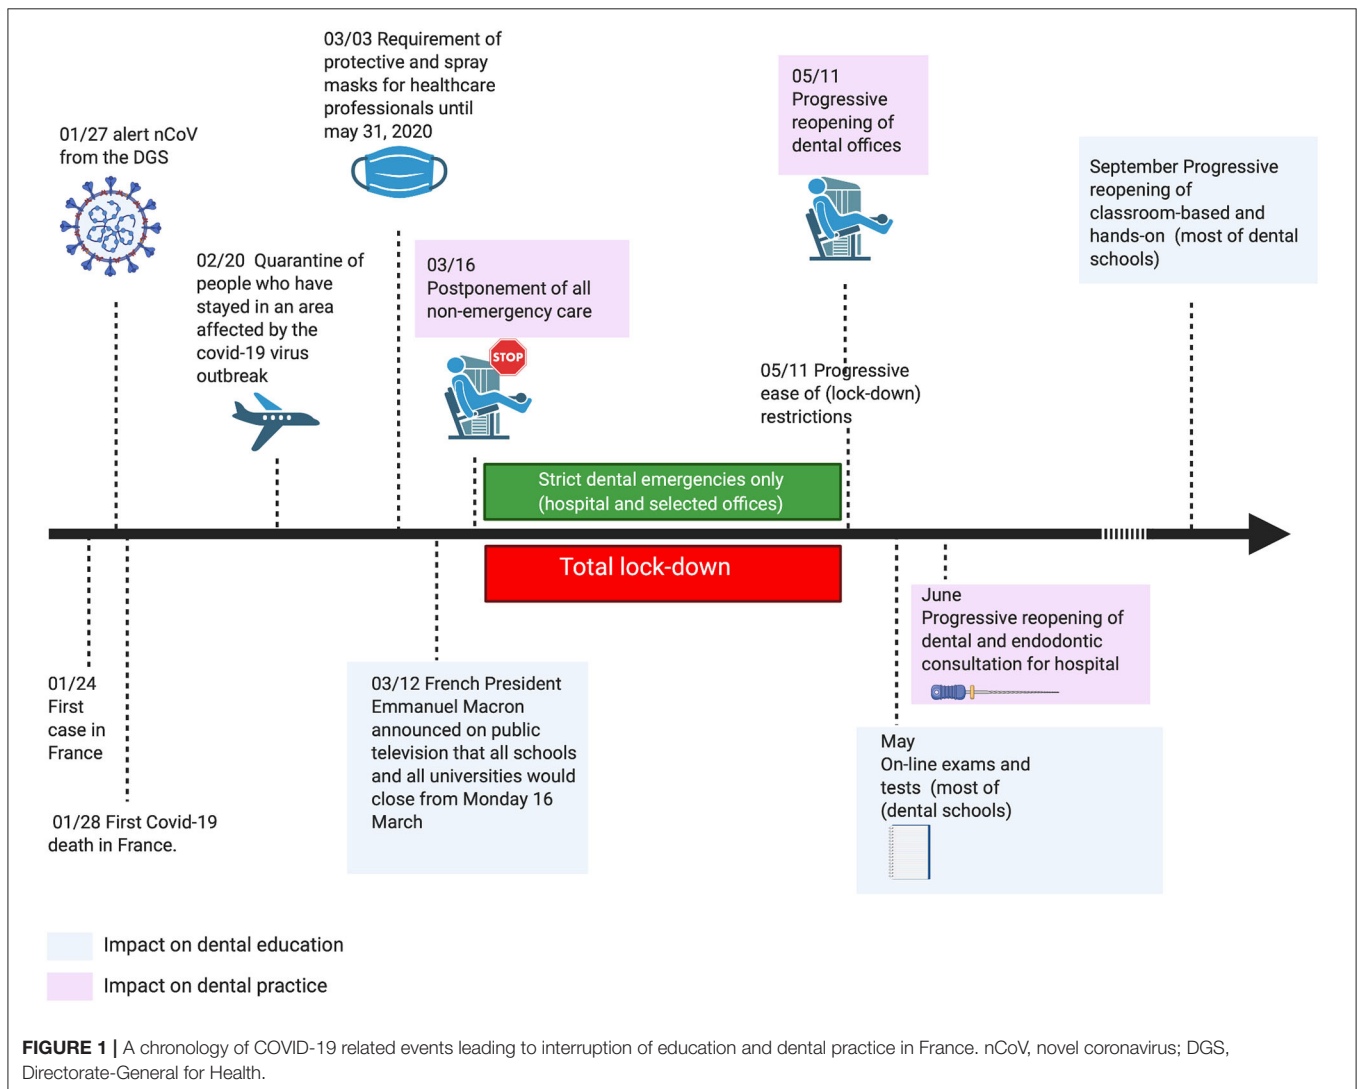 03/03 Requirement of
protective and spray
masks for healthcare
professionals until
may 31, 2020
01/27 alert nCoV
from the DGS
02/20 Quarantine of
people who have
stayed in an area
affected by the
covid-19 virus
outbreak
03/16
Postponement of all
non-emergency care
STOP
05/11
Progressive
reopening of
dental offices
05/11 Progressive
ease of (lock-down)
restrictions
September Progressive
reopening of
classroom-based and
hands-on (most of dental
schools)
Strict dental emergencies only
(hospital and selected offices)
Total lock-down
01/24
First
case in
France
01/28 First Covid-19
death in France.
03/12 French President
Emmanuel Macron
announced on public
television that all schools
and all universities would
close from Monday 16
March
June
Progressive reopening of
dental and endodontic
consultation for hospital
May
On-line exams and
tests (most of
(dental schools)
Impact on dental education
Impact on dental practice
FIGURE 1 | A chronology of COVID-19 related events leading to interruption of education and dental practice in France. nCoV, novel coronavirus; DGS,
Directorate-General for Health.